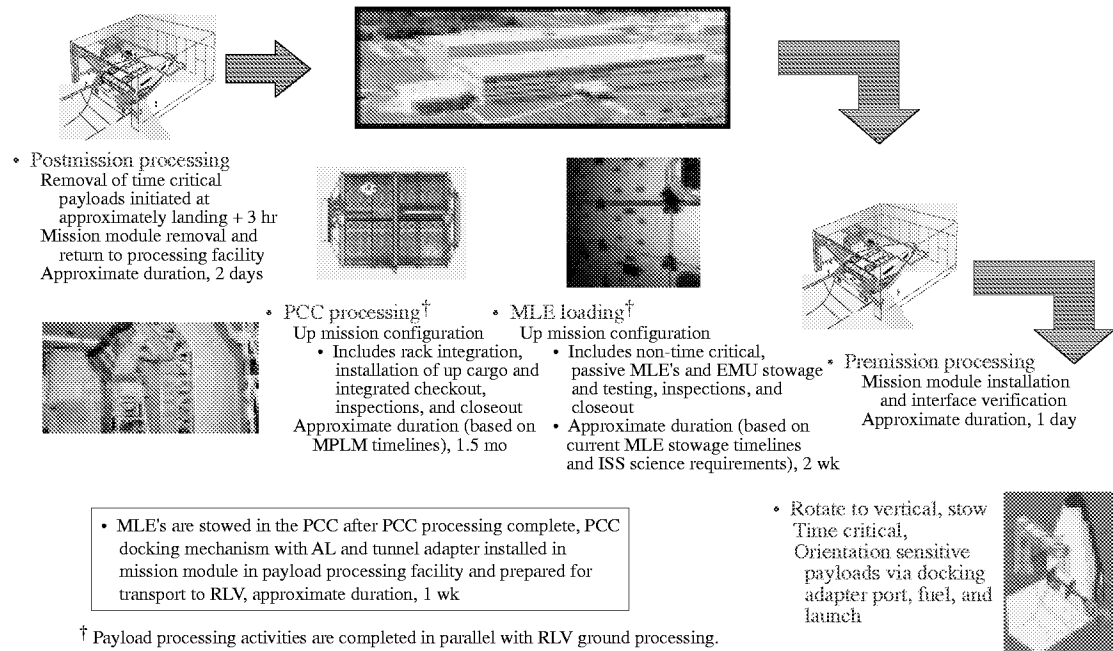 • Postmission processing
Removal of time critical
payloads initiated at
approximately landing + 3 hr
Mission module removal and
return to processing facility
Approximate duration, 2 days
• PCC processing†
Up mission configuration
• Includes rack integration,
installation of up cargo and
integrated checkout,
inspections, and closeout
Approximate duration (based on
MPLM timelines), 1.5 mo
• MLE loading†
Up mission configuration
• Includes non-time critical,
passive MLE's and EMU stowage
and testing, inspections, and
closeout
• Approximate duration (based on
current MLE stowage timelines
and ISS science requirements), 2 wk
• Premission processing
Mission module installation
and interface verification
Approximate duration, 1 day
• MLE's are stowed in the PCC after PCC processing complete, PCC
docking mechanism with AL and tunnel adapter installed in
mission module in payload processing facility and prepared for
transport to RLV, approximate duration, 1 wk
• Rotate to vertical, stow
Time critical,
Orientation sensitive
payloads via docking
adapter port, fuel, and
launch
† Payload processing activities are completed in parallel with RLV ground processing.